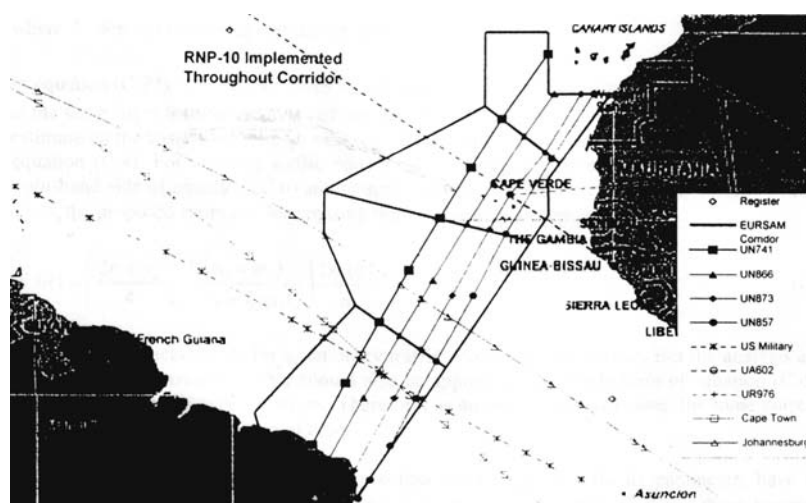 CANARY ISLANDS
RNP-10 Implemented
Throughout Corridor
MAURITANIA
CAPE VERDE
THE GAMBIA
GUINEA-BISSAU
SIERRA LEO
LIBE
French Guiana
Register
EURSAM
Corridor
UN741
UN866
UN873
UN857
US Military
UA602
UR976
Cape Town
Johannesburg
Asuncion